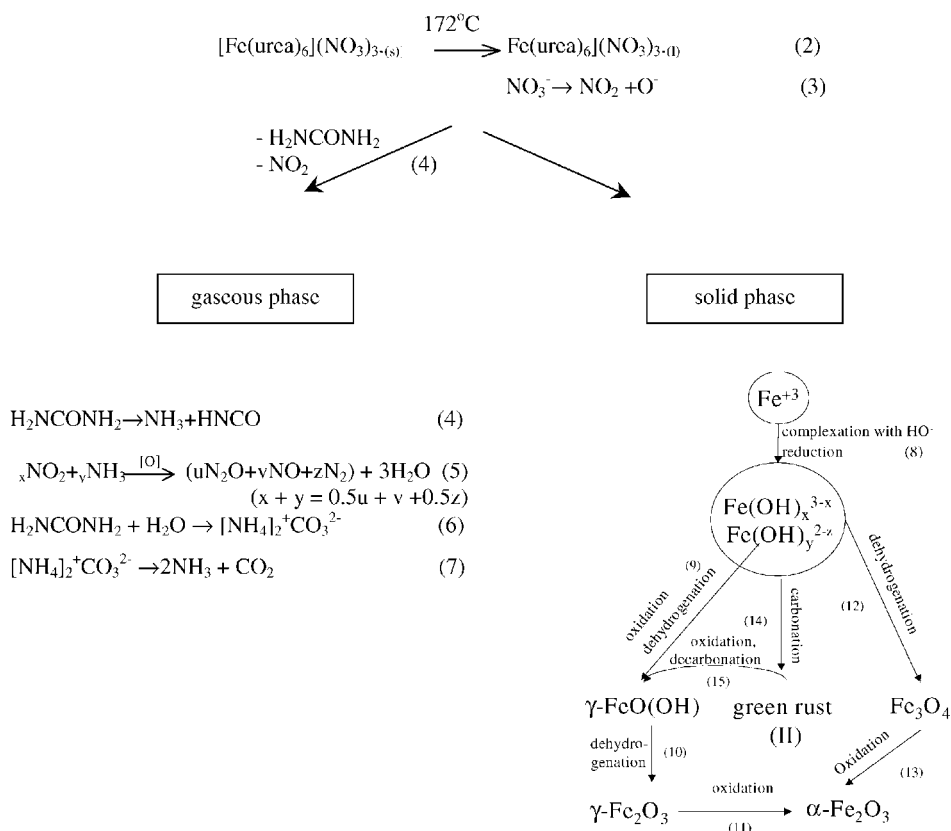 172°C
[Fe(urea)₆](NO₃)₃₋₍ₛ₎ → Fe(urea)₆](NO₃)₃₋₍ₗ₎ (2)
NO₃⁻ → NO₂ +O⁻ (3)
- H₂NCONH₂
- NO₂ (4)
gaseous phase
solid phase
H₂NCONH₂→NH₃+HNCO (4)
ₓNO₂+ᵧNH₃ —[O]→ (uN₂O+vNO+zN₂) + 3H₂O (5)
(x + y = 0.5u + v +0.5z)
H₂NCONH₂ + H₂O → [NH₄]₂⁺CO₃²⁻ (6)
[NH₄]₂⁺CO₃²⁻ →2NH₃ + CO₂ (7)
Fe⁺³
complexation with HO⁻
reduction (8)
Fe(OH)ₓ³⁻ˣ
Fe(OH)ᵧ²⁻ᶻ
(9)
oxidation
dehydrogenation
(14)
carbonation
(12)
dehydrogenation
oxidation,
decarbonation
(15)
γ-FeO(OH)
green rust
(II)
Fe₃O₄
dehydro-
genation
(10)
Oxidation
(13)
oxidation
γ-Fe₂O₃
(11)
α-Fe₂O₃